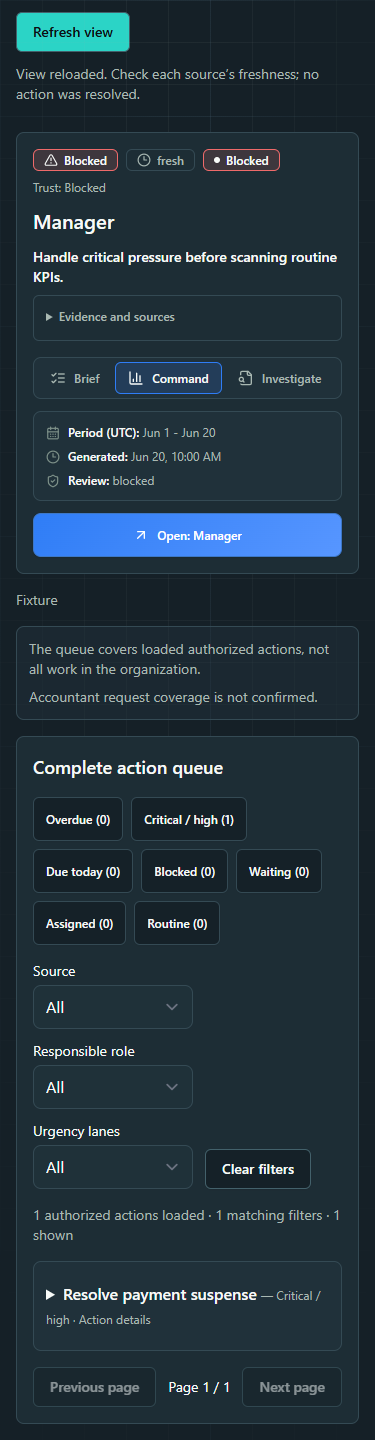 Refresh view
View reloaded. Check each source's freshness; no
action was resolved.
Blocked
fresh
Blocked
Trust: Blocked
Manager
Handle critical pressure before scanning routine
KPIs.
Evidence and sources
Brief
Command
Investigate
Period (UTC): Jun 1 - Jun 20
Generated: Jun 20, 10:00 AM
Review: blocked
Open: Manager
Fixture
The queue covers loaded authorized actions, not
all work in the organization.
Accountant request coverage is not confirmed.
Complete action queue
Overdue (0)
Critical / high (1)
Due today (0)
Blocked (0)
Waiting (0)
Assigned (0)
Routine (0)
Source
All
Responsible role
All
Urgency lanes
All
Clear filters
1 authorized actions loaded · 1 matching filters · 1
shown
Resolve payment suspense — Critical /
high · Action details
Previous page
Page 1 / 1
Next page